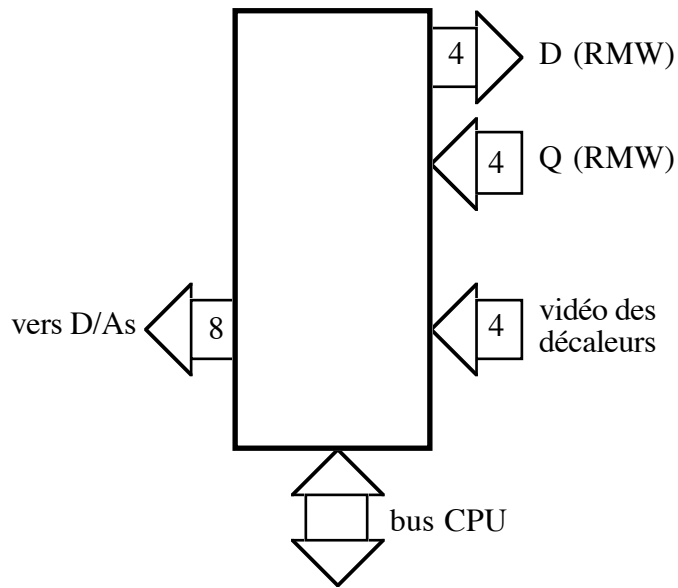 4 D (RMW)
4 Q (RMW)
vers D/As 8
4 vidéo des
décaleurs
bus CPU